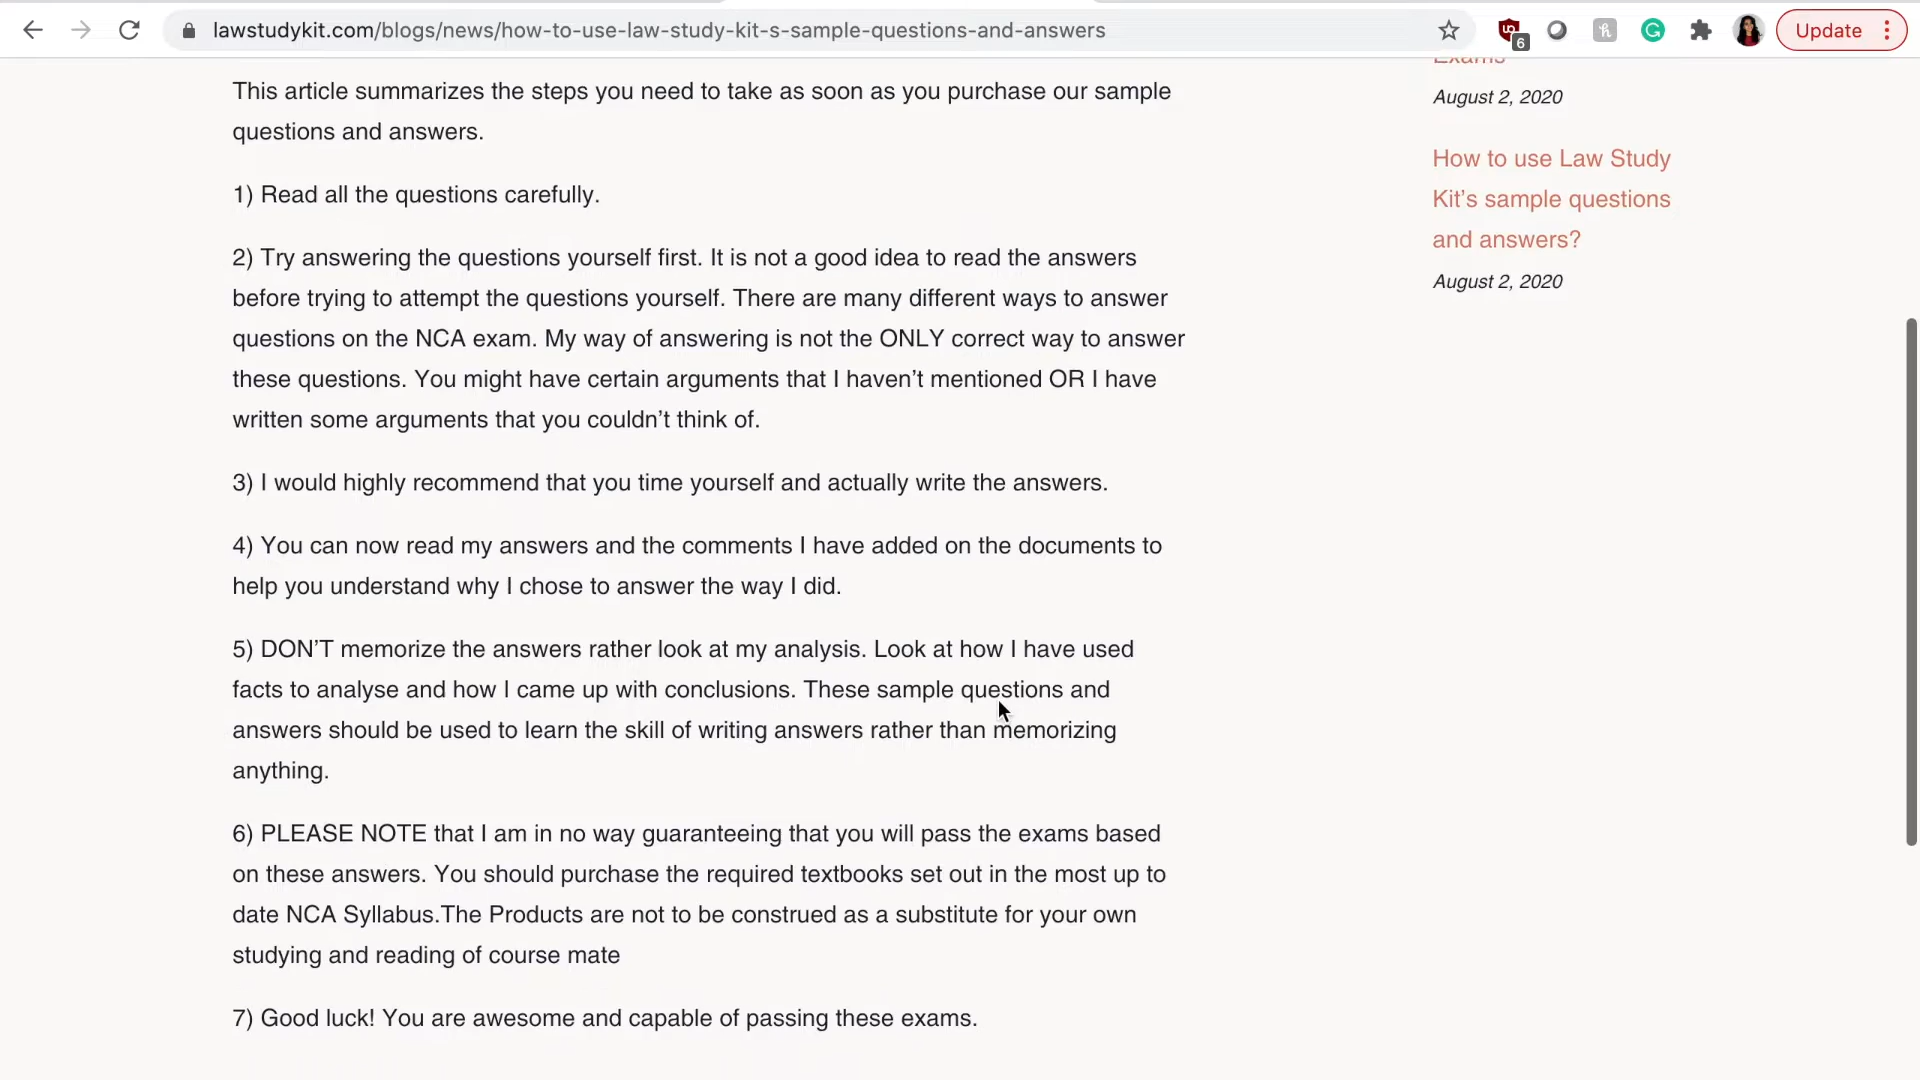 lawstudykit.com/blogs/news/how-to-use-law-study-kit-s-sample-questions-and-answers
6
Update
This article summarizes the steps you need to take as soon as you purchase our sample
questions and answers.
1) Read all the questions carefully.
2) Try answering the questions yourself first. It is not a good idea to read the answers
before trying to attempt the questions yourself. There are many different ways to answer
questions on the NCA exam. My way of answering is not the ONLY correct way to answer
these questions. You might have certain arguments that I haven’t mentioned OR I have
written some arguments that you couldn’t think of.
3) I would highly recommend that you time yourself and actually write the answers.
4) You can now read my answers and the comments I have added on the documents to
help you understand why I chose to answer the way I did.
5) DON’T memorize the answers rather look at my analysis. Look at how I have used
facts to analyse and how I came up with conclusions. These sample questions and
answers should be used to learn the skill of writing answers rather than memorizing
anything.
6) PLEASE NOTE that I am in no way guaranteeing that you will pass the exams based
on these answers. You should purchase the required textbooks set out in the most up to
date NCA Syllabus.The Products are not to be construed as a substitute for your own
studying and reading of course mate
7) Good luck! You are awesome and capable of passing these exams.
Exams
August 2, 2020
How to use Law Study
Kit’s sample questions
and answers?
August 2, 2020